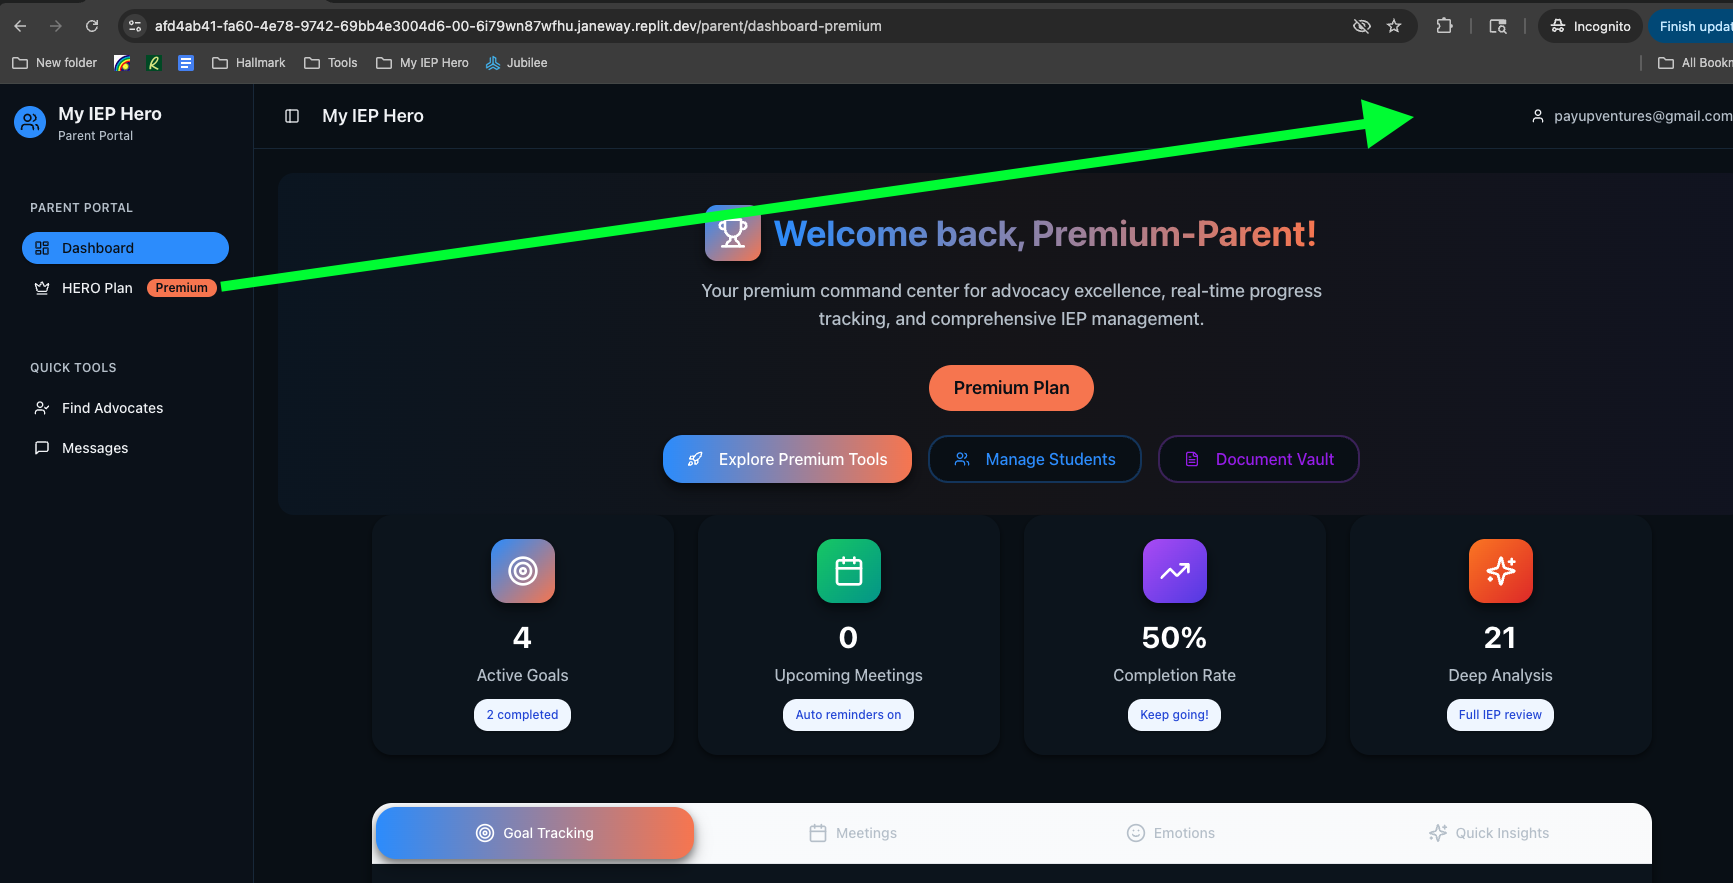 afd4ab41-fa60-4e78-9742-69bb4e3004d6-00-6i79wn87wfhu.janeway.replit.dev/parent/dashboard-premium
Incognito
Finish upda
New folder
Hallmark
Tools
My IEP Hero
Jubilee
All Bookm
My IEP Hero
Parent Portal
My IEP Hero
payupventures@gmail.com
PARENT PORTAL
Dashboard
HERO Plan
Premium
QUICK TOOLS
Find Advocates
Messages
Welcome back, Premium-Parent!
Your premium command center for advocacy excellence, real-time progress
tracking, and comprehensive IEP management.
Premium Plan
Explore Premium Tools
Manage Students
Document Vault
4
Active Goals
2 completed
0
Upcoming Meetings
Auto reminders on
50%
Completion Rate
Keep going!
21
Deep Analysis
Full IEP review
Goal Tracking
Meetings
Emotions
Quick Insights